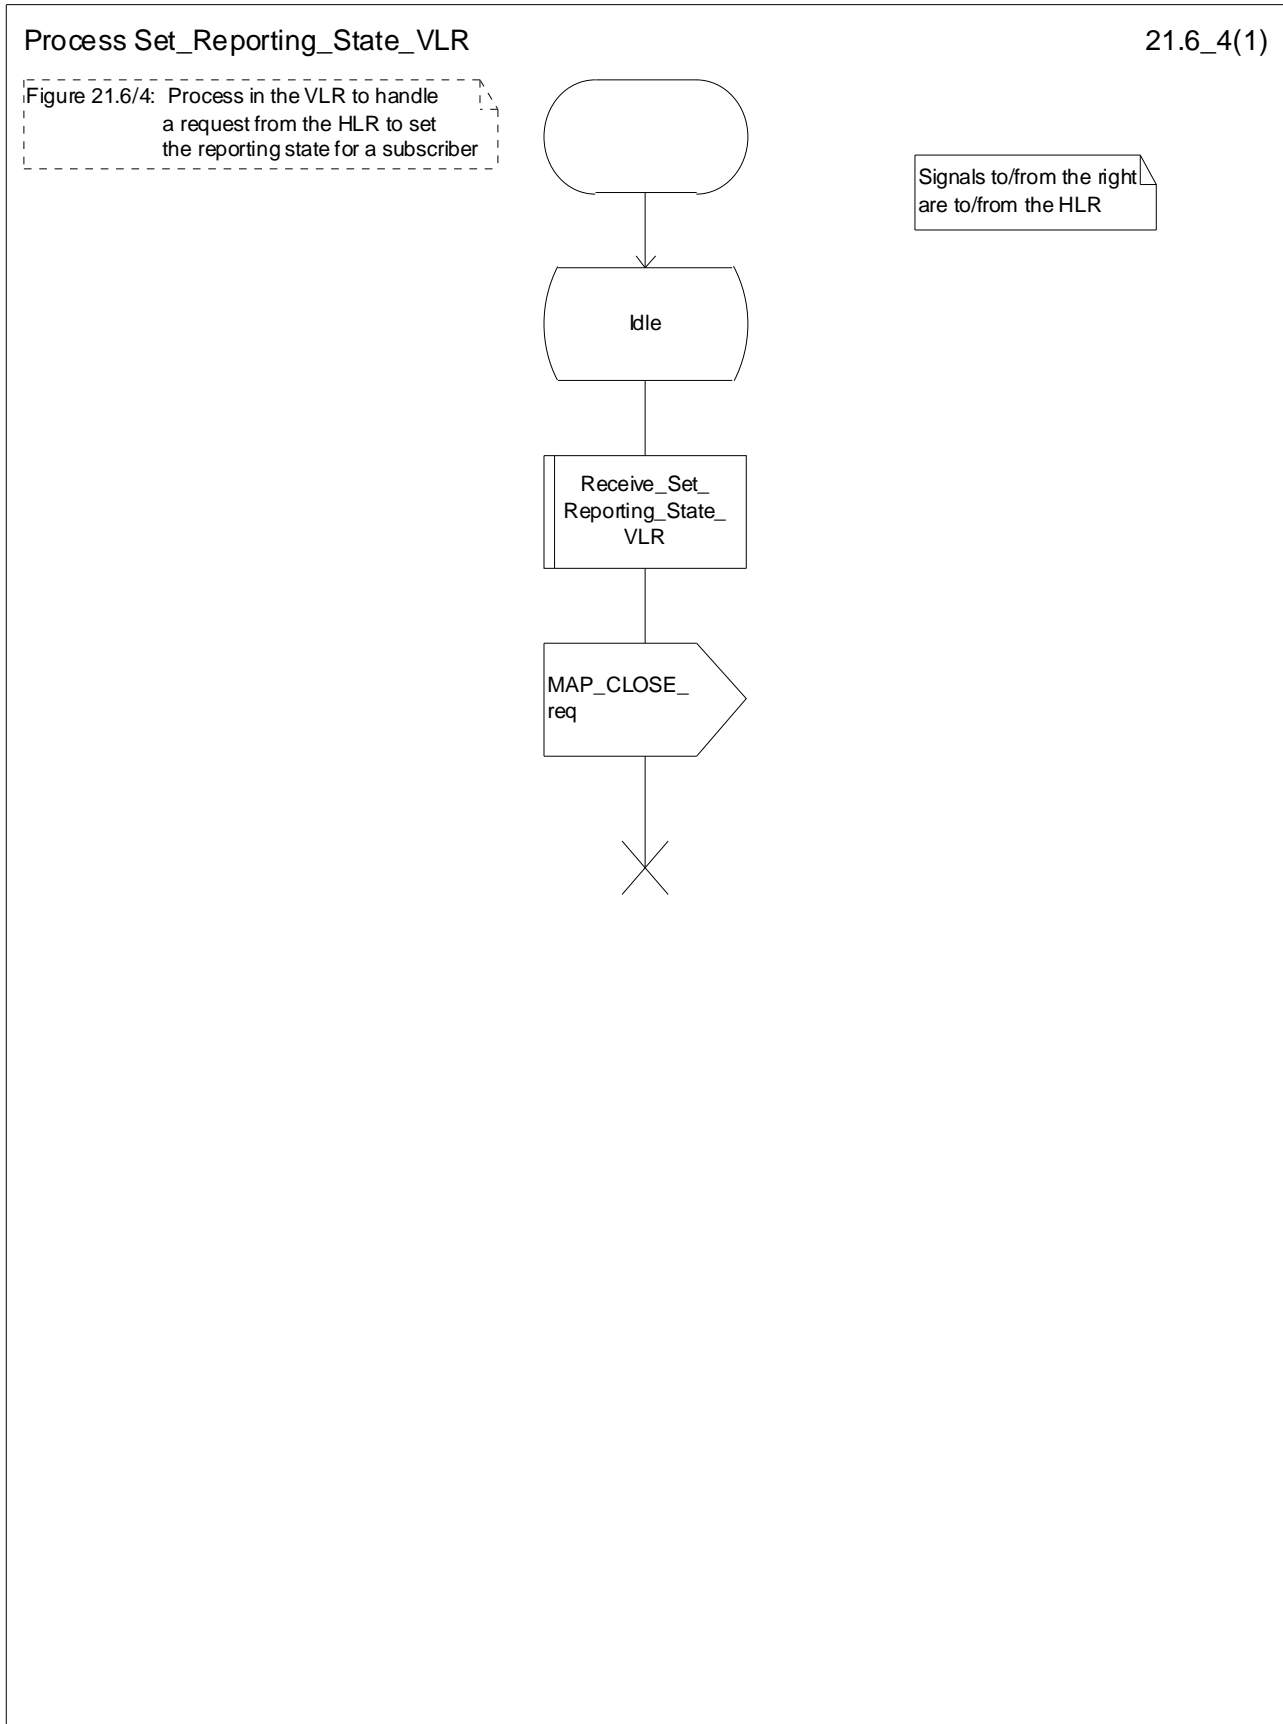 Process Set_Reporting_State_VLR
21.6_4(1)
Figure 21.6/4: Process in the VLR to handle
a request from the HLR to set
the reporting state for a subscriber
Signals to/from the right
are to/from the HLR
Idle
Receive_Set_
Reporting_State_
VLR
MAP_CLOSE_
req